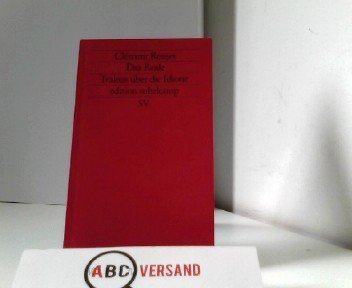 Clément Rosset
Das Reale
Traktat über die Idiotie
edition suhrkamp
SV
ABC VERSAND